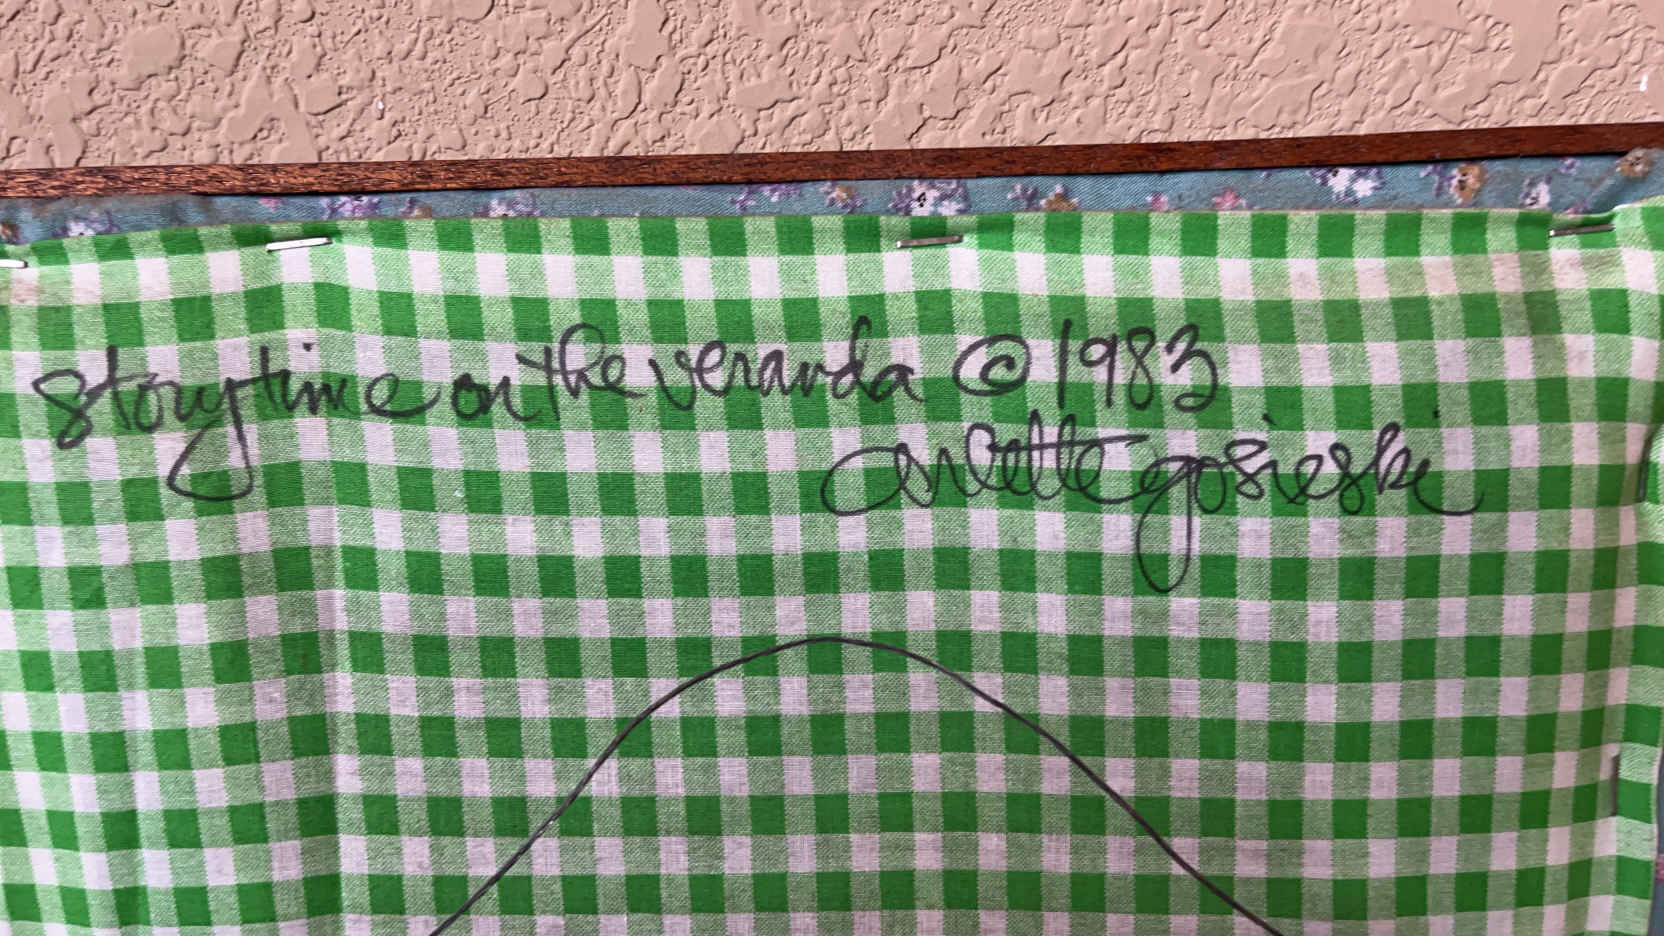 storytime on the veranda © 1983
arlette gosieski